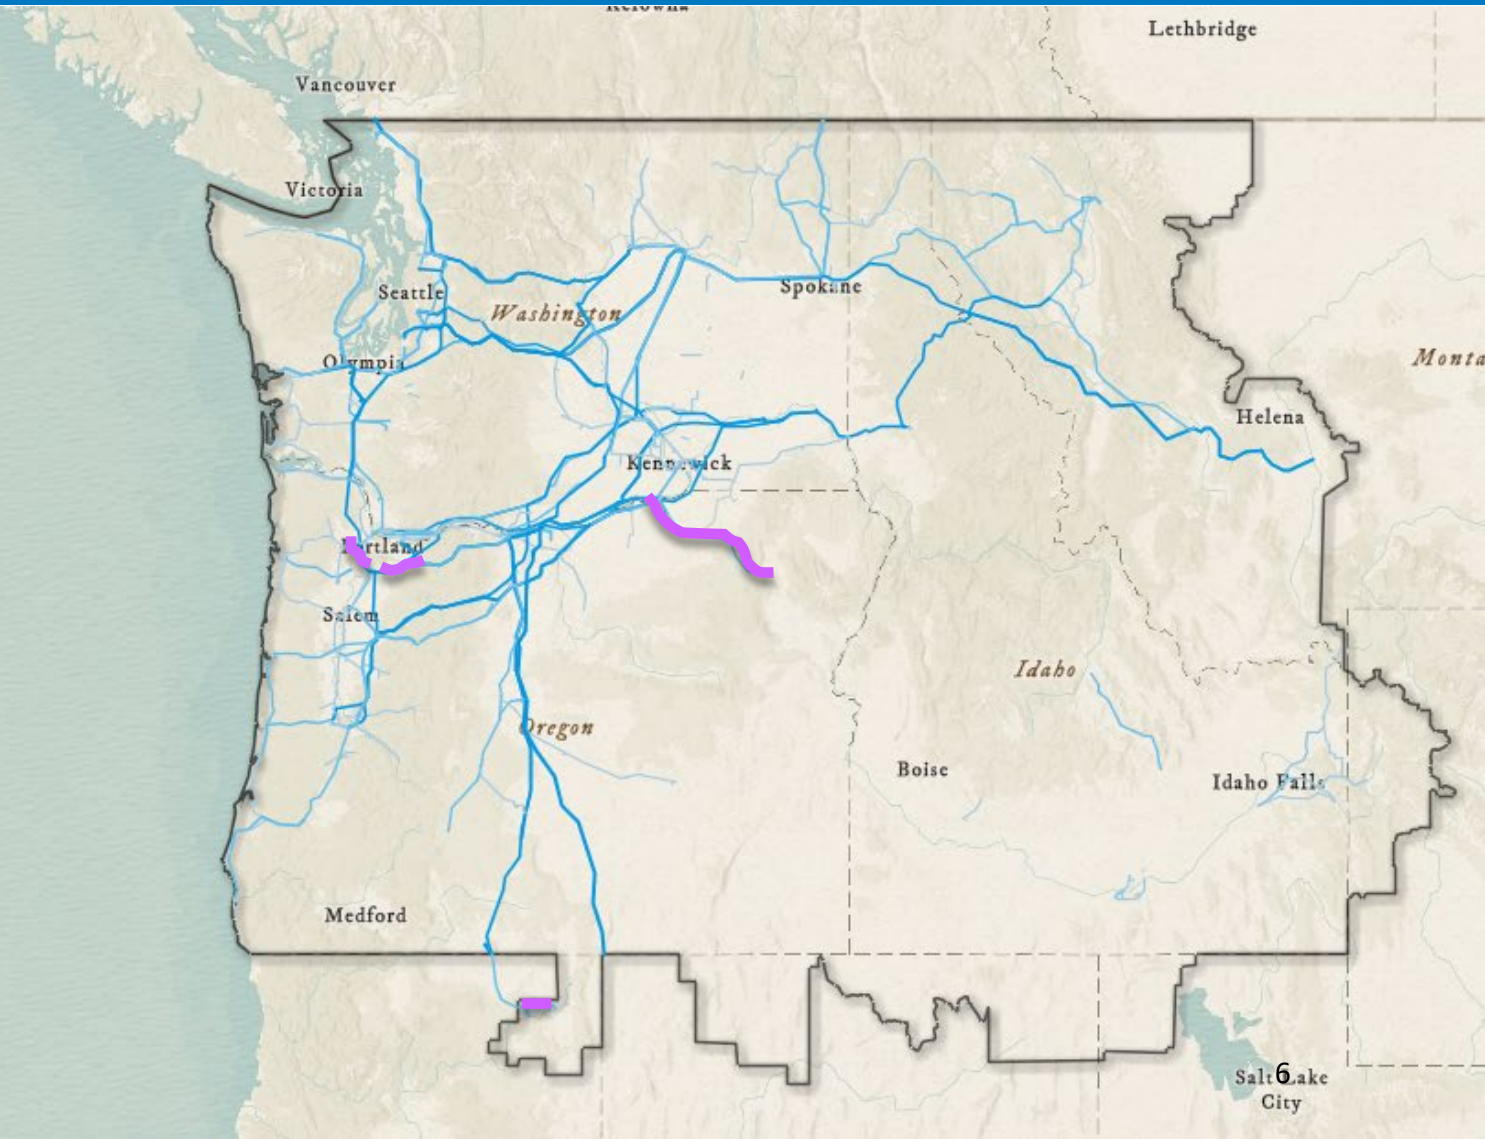 Kelowna
Lethbridge
Vancouver
Victoria
Seattle
Washington
Spokane
Olympia
Monta
Helena
Kennewick
Portland
Salem
Idaho
Oregon
Boise
Idaho Falls
Medford
6
Salt Lake
City